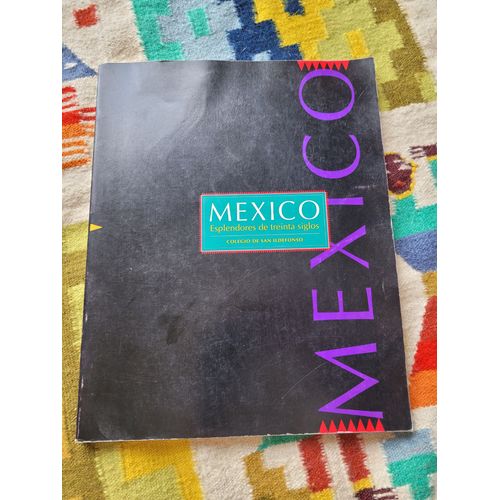 MEXICO
Esplendores de treinta siglos
COLEGIO DE SAN ILDEFONSO
MEXICO